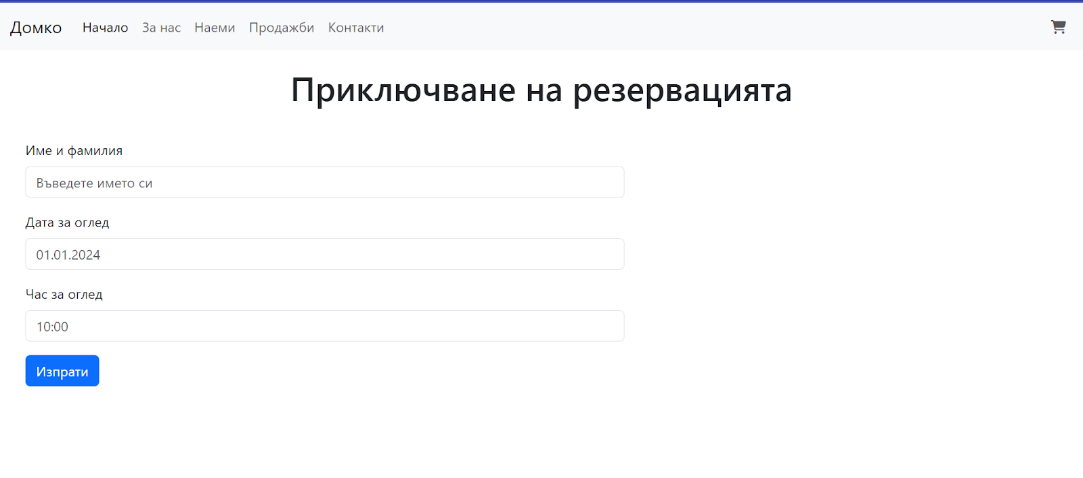 Домко Начало За нас Наеми Продажби Контакти
Приключване на резервацията
Име и фамилия
Въведете името си
Дата за оглед
01.01.2024
Час за оглед
10:00
Изпрати